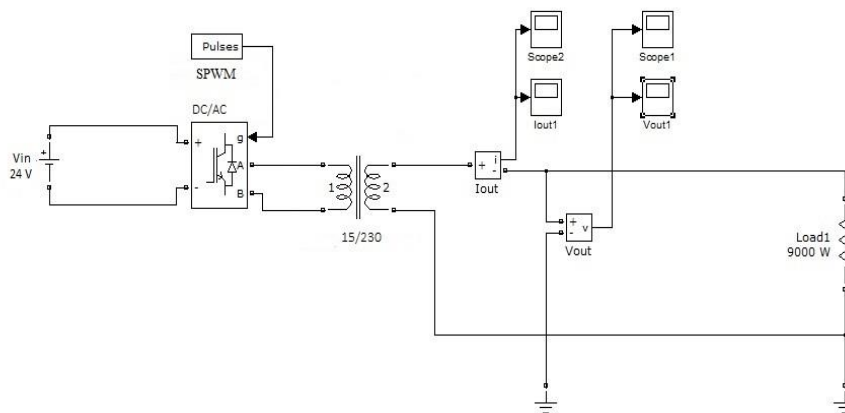 Pulses
SPWM
DC/AC
Vin
24 V
+
+
-
g
A
B
1
2
15/230
+
i
-
Iout
Scope2
Iout1
Scope1
Vout1
+
-
v
Vout
Load1
9000 W